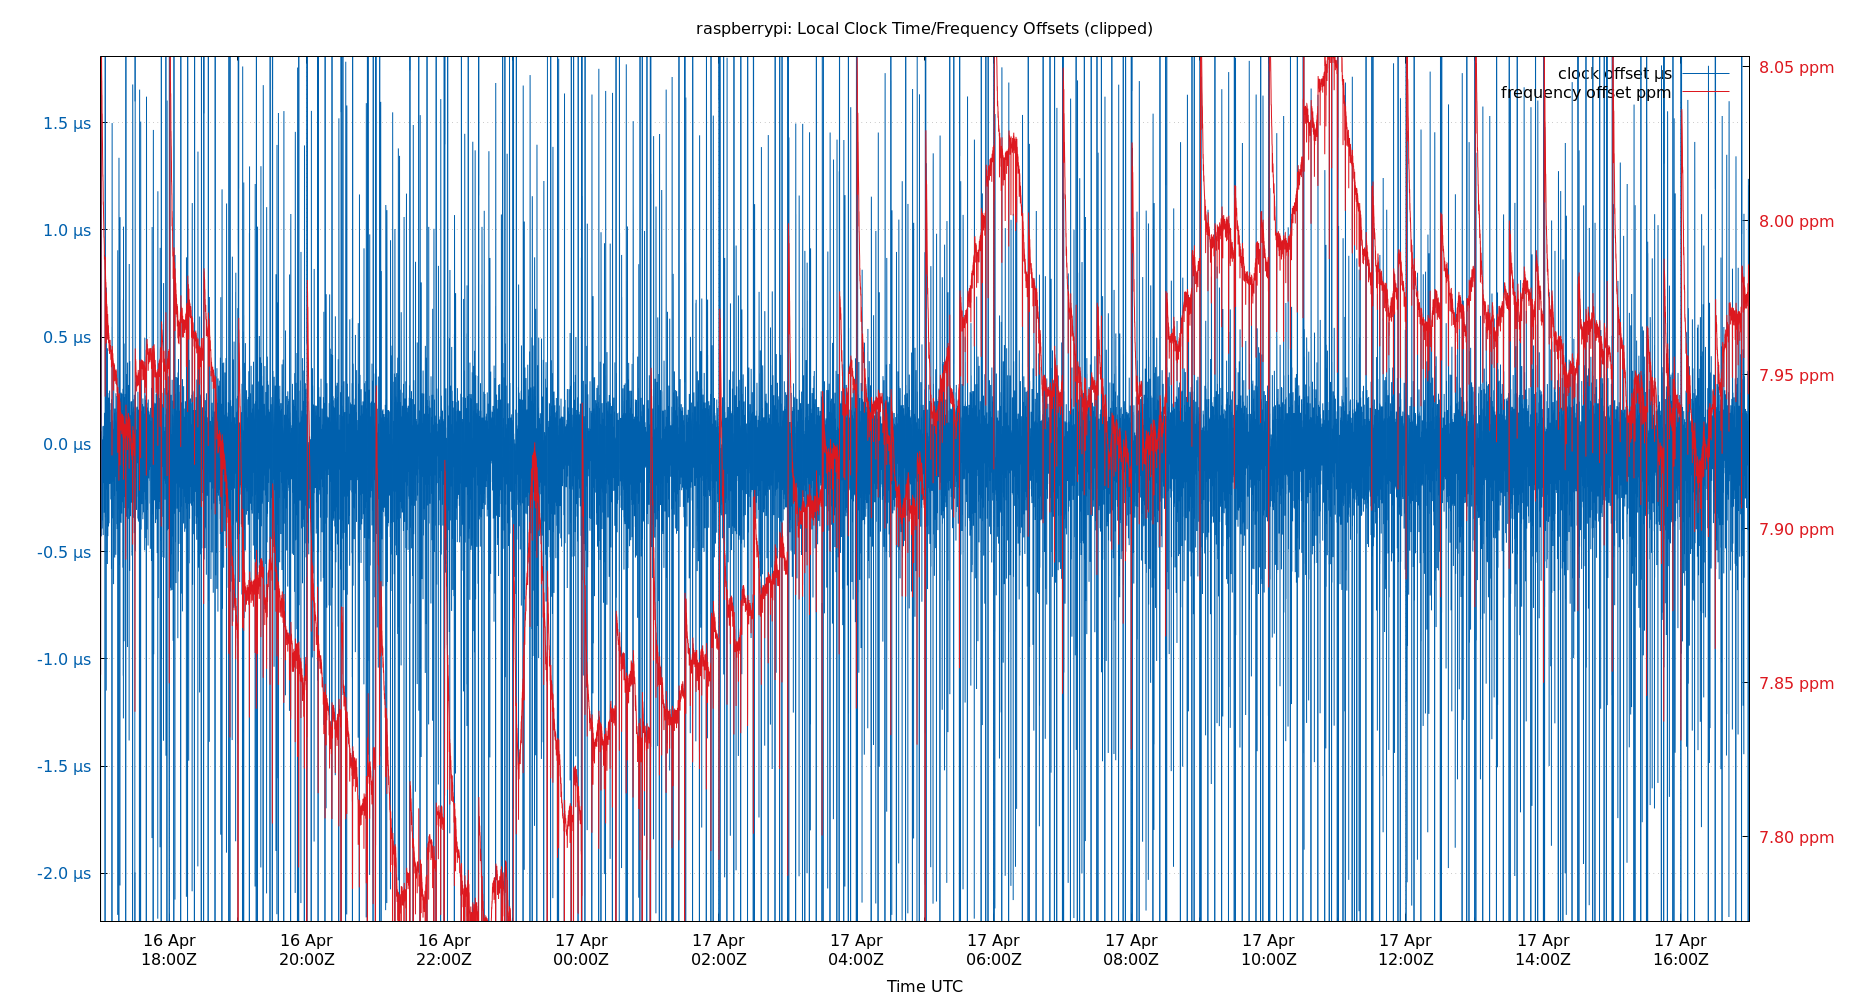 raspberrypi: Local Clock Time/Frequency Offsets (clipped)
clock offset µs
frequency offset ppm
1.5 µs
1.0 µs
0.5 µs
0.0 µs
-0.5 µs
-1.0 µs
-1.5 µs
-2.0 µs
8.05 ppm
8.00 ppm
7.95 ppm
7.90 ppm
7.85 ppm
7.80 ppm
16 Apr 16 Apr 16 Apr 17 Apr 17 Apr 17 Apr 17 Apr 17 Apr 17 Apr 17 Apr 17 Apr 17 Apr
18:00Z 20:00Z 22:00Z 00:00Z 02:00Z 04:00Z 06:00Z 08:00Z 10:00Z 12:00Z 14:00Z 16:00Z
Time UTC